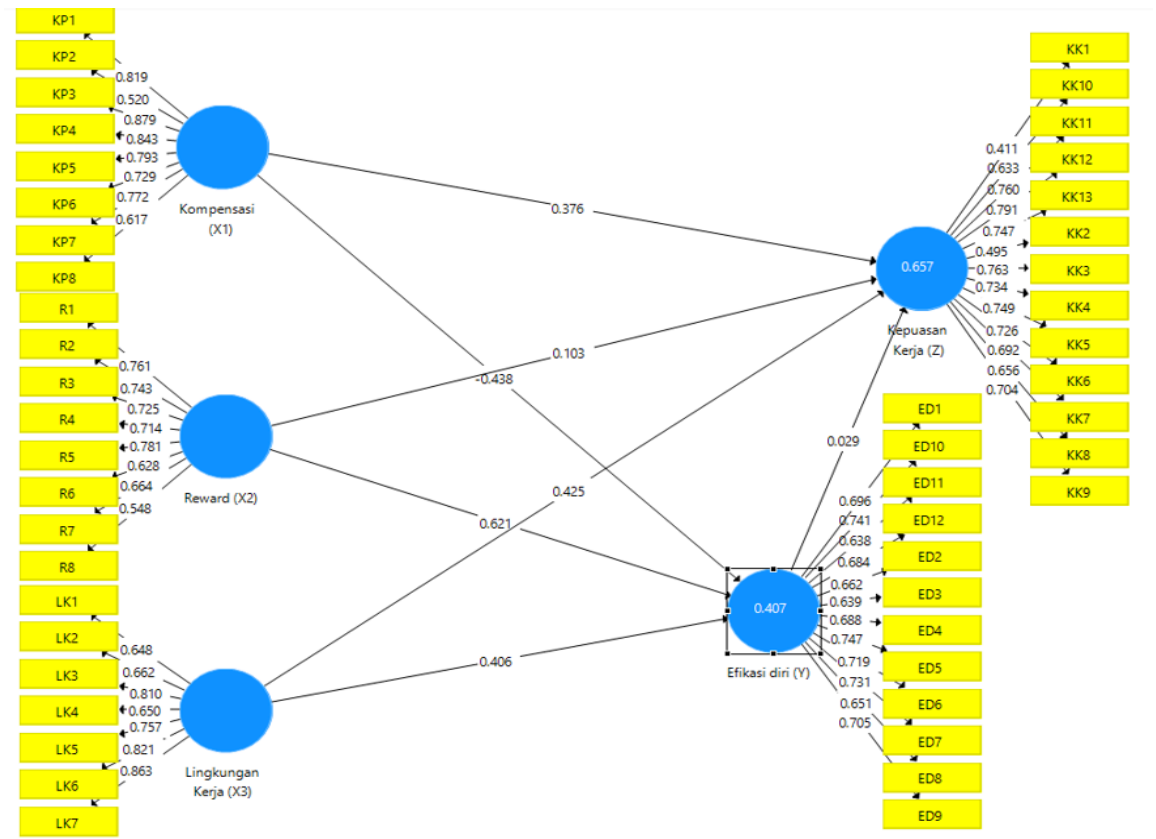 KP1
KP2
KP3
KP4
KP5
KP6
KP7
KP8
0.819
0.520
0.879
0.843
0.793
0.729
0.772
0.617
Kompensasi
(X1)
R1
R2
R3
R4
R5
R6
R7
R8
0.761
0.743
0.725
0.714
0.781
0.628
0.664
0.548
Reward (X2)
LK1
LK2
LK3
LK4
LK5
LK6
LK7
0.648
0.662
0.810
0.650
0.757
0.821
0.863
Lingkungan
Kerja (X3)
0.376
0.103
-0.438
0.425
0.621
0.406
0.029
0.657
Kepuasan
Kerja (Z)
0.411
0.633
0.760
0.791
0.747
0.495
0.763
0.734
0.749
0.726
0.692
0.656
0.704
KK1
KK10
KK11
KK12
KK13
KK2
KK3
KK4
KK5
KK6
KK7
KK8
KK9
0.407
Efikasi diri (Y)
0.696
0.741
0.638
0.684
0.662
0.639
0.688
0.747
0.719
0.731
0.651
0.705
ED1
ED10
ED11
ED12
ED2
ED3
ED4
ED5
ED6
ED7
ED8
ED9